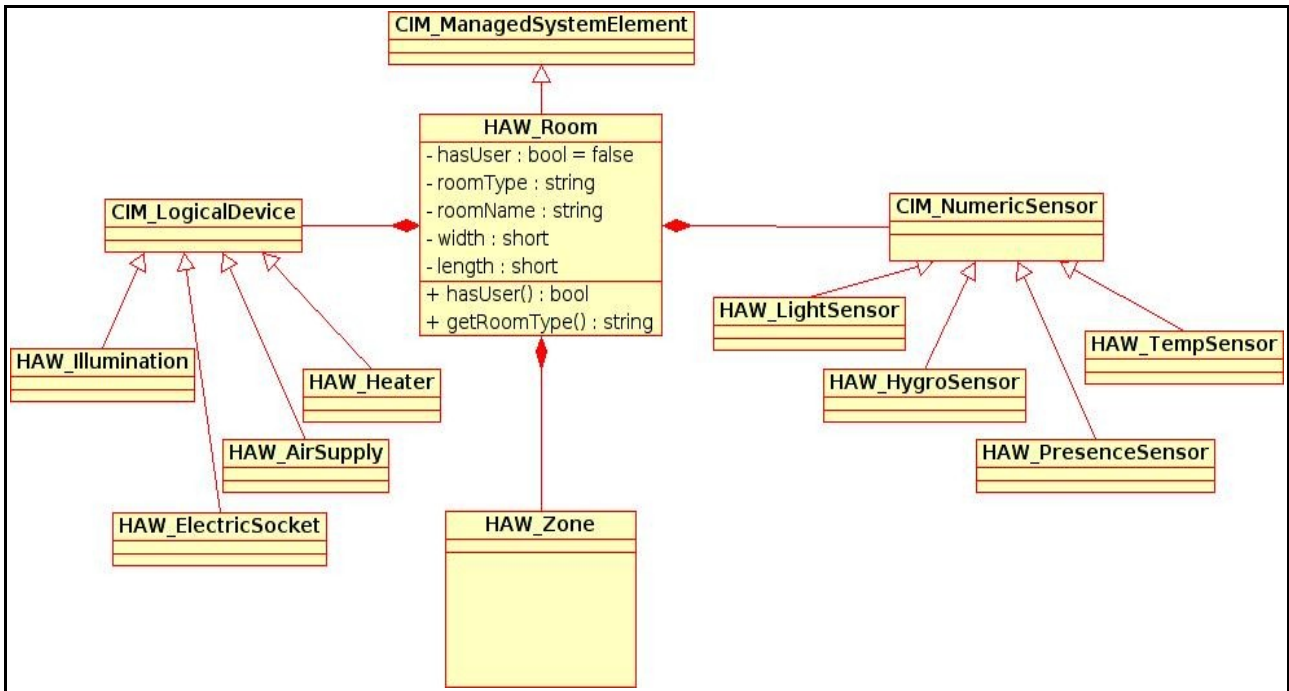 CIM_ManagedSystemElement
HAW_Room
- hasUser : bool = false
- roomType : string
- roomName : string
- width : short
- length : short
+ hasUser() : bool
+ getRoomType() : string
CIM_LogicalDevice
CIM_NumericSensor
HAW_Illumination
HAW_Heater
HAW_AirSupply
HAW_ElectricSocket
HAW_LightSensor
HAW_TempSensor
HAW_HygroSensor
HAW_PresenceSensor
HAW_Zone